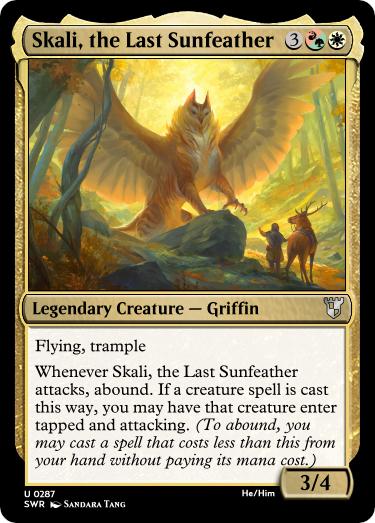 Skali, the Last Sunfeather 3
Legendary Creature — Griffin
Flying, trample
Whenever Skali, the Last Sunfeather
attacks, abound. If a creature spell is cast
this way, you may have that creature enter
tapped and attacking. (To abound, you
may cast a spell that costs less than this from
your hand without paying its mana cost.)
3/4
U 0287 He/Him
SWR SANDARA TANG